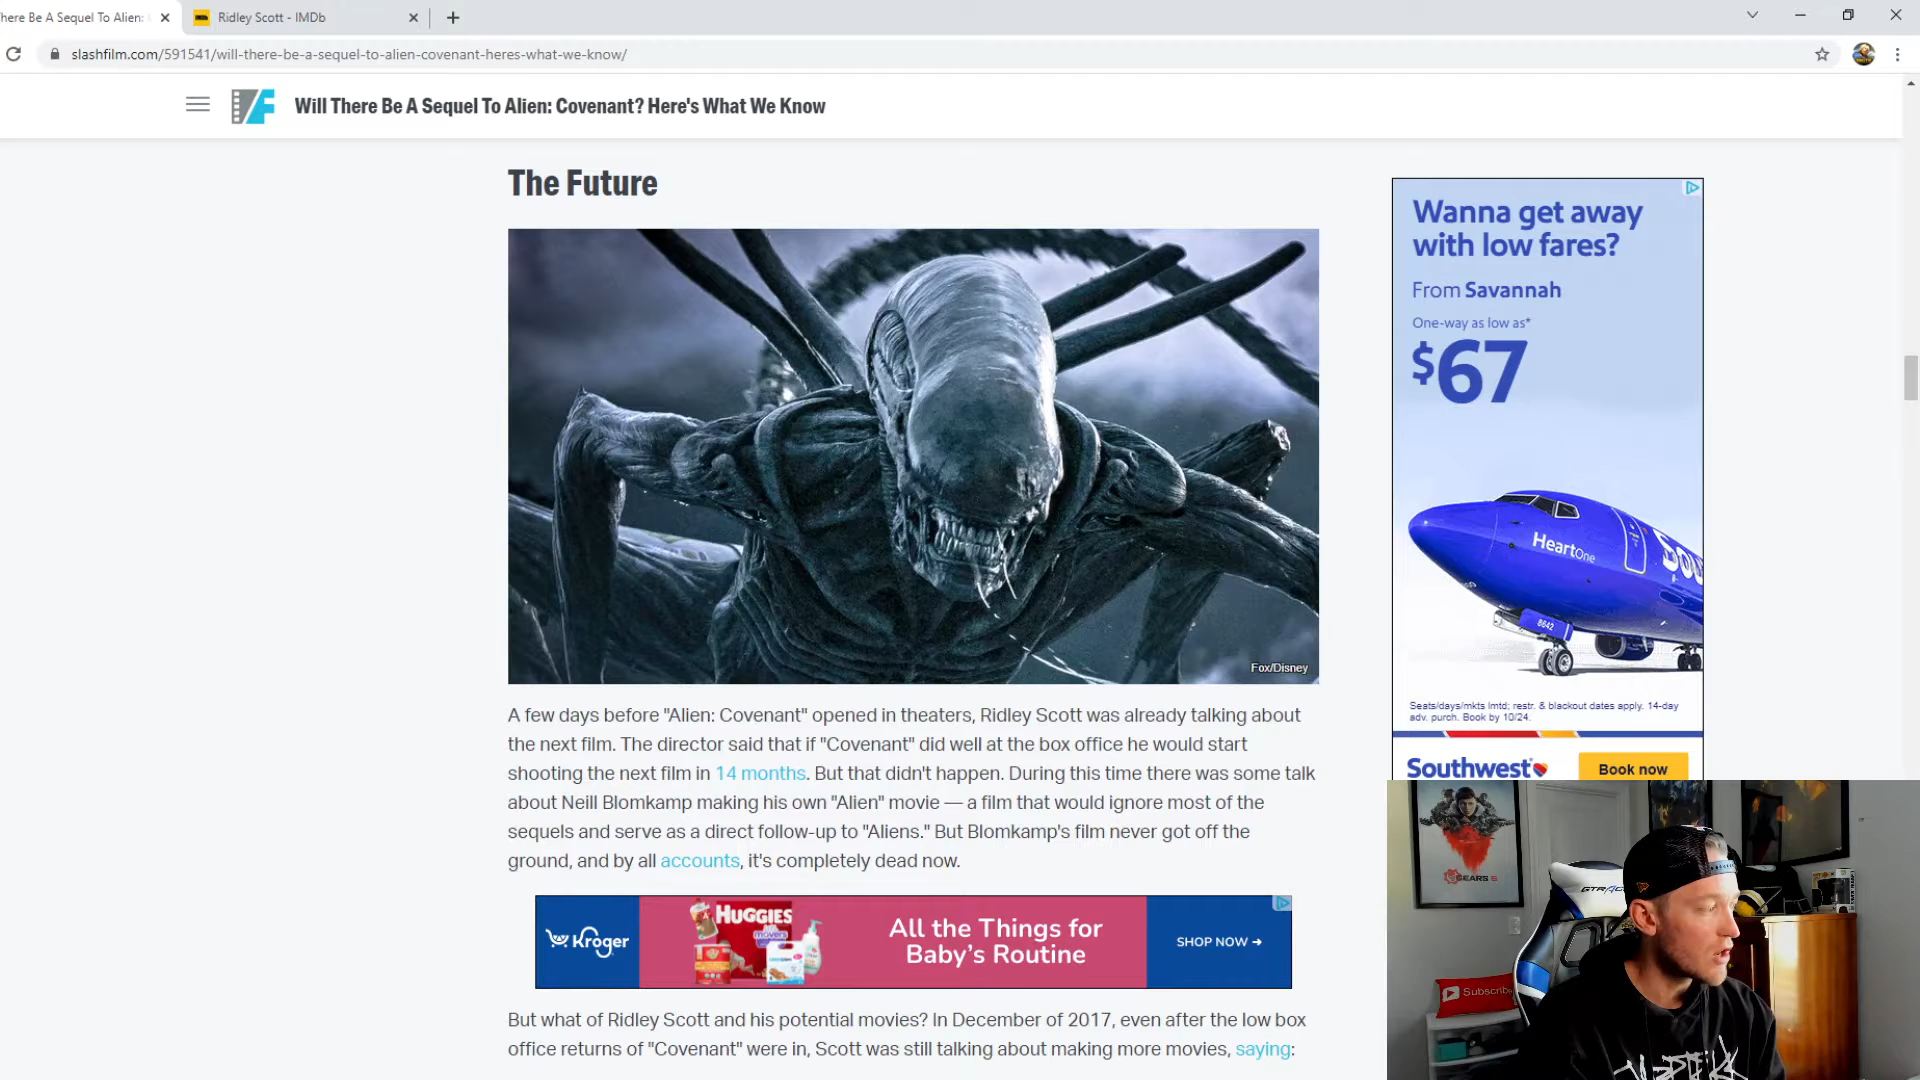 here Be A Sequel To Alien:
Ridley Scott - IMDb
slashfilm.com/591541/will-there-be-a-sequel-to-alien-covenant-heres-what-we-know/
Will There Be A Sequel To Alien: Covenant? Here's What We Know
The Future
Fox/Disney
A few days before "Alien: Covenant" opened in theaters, Ridley Scott was already talking about
the next film. The director said that if "Covenant" did well at the box office he would start
shooting the next film in 14 months. But that didn't happen. During this time there was some talk
about Neill Blomkamp making his own "Alien" movie — a film that would ignore most of the
sequels and serve as a direct follow-up to "Aliens." But Blomkamp's film never got off the
ground, and by all accounts, it's completely dead now.
Kroger
HUGGIES
movers
All the Things for
Baby's Routine
SHOP NOW →
But what of Ridley Scott and his potential movies? In December of 2017, even after the low box
office returns of "Covenant" were in, Scott was still talking about making more movies, saying:
Wanna get away
with low fares?
From Savannah
One-way as low as*
$67
HeartOne
8642
Seats/days/mkts lmtd; restr. & blackout dates apply. 14-day
adv. purch. Book by 10/24.
Southwest
Book now
GEARS 5
Subscribe